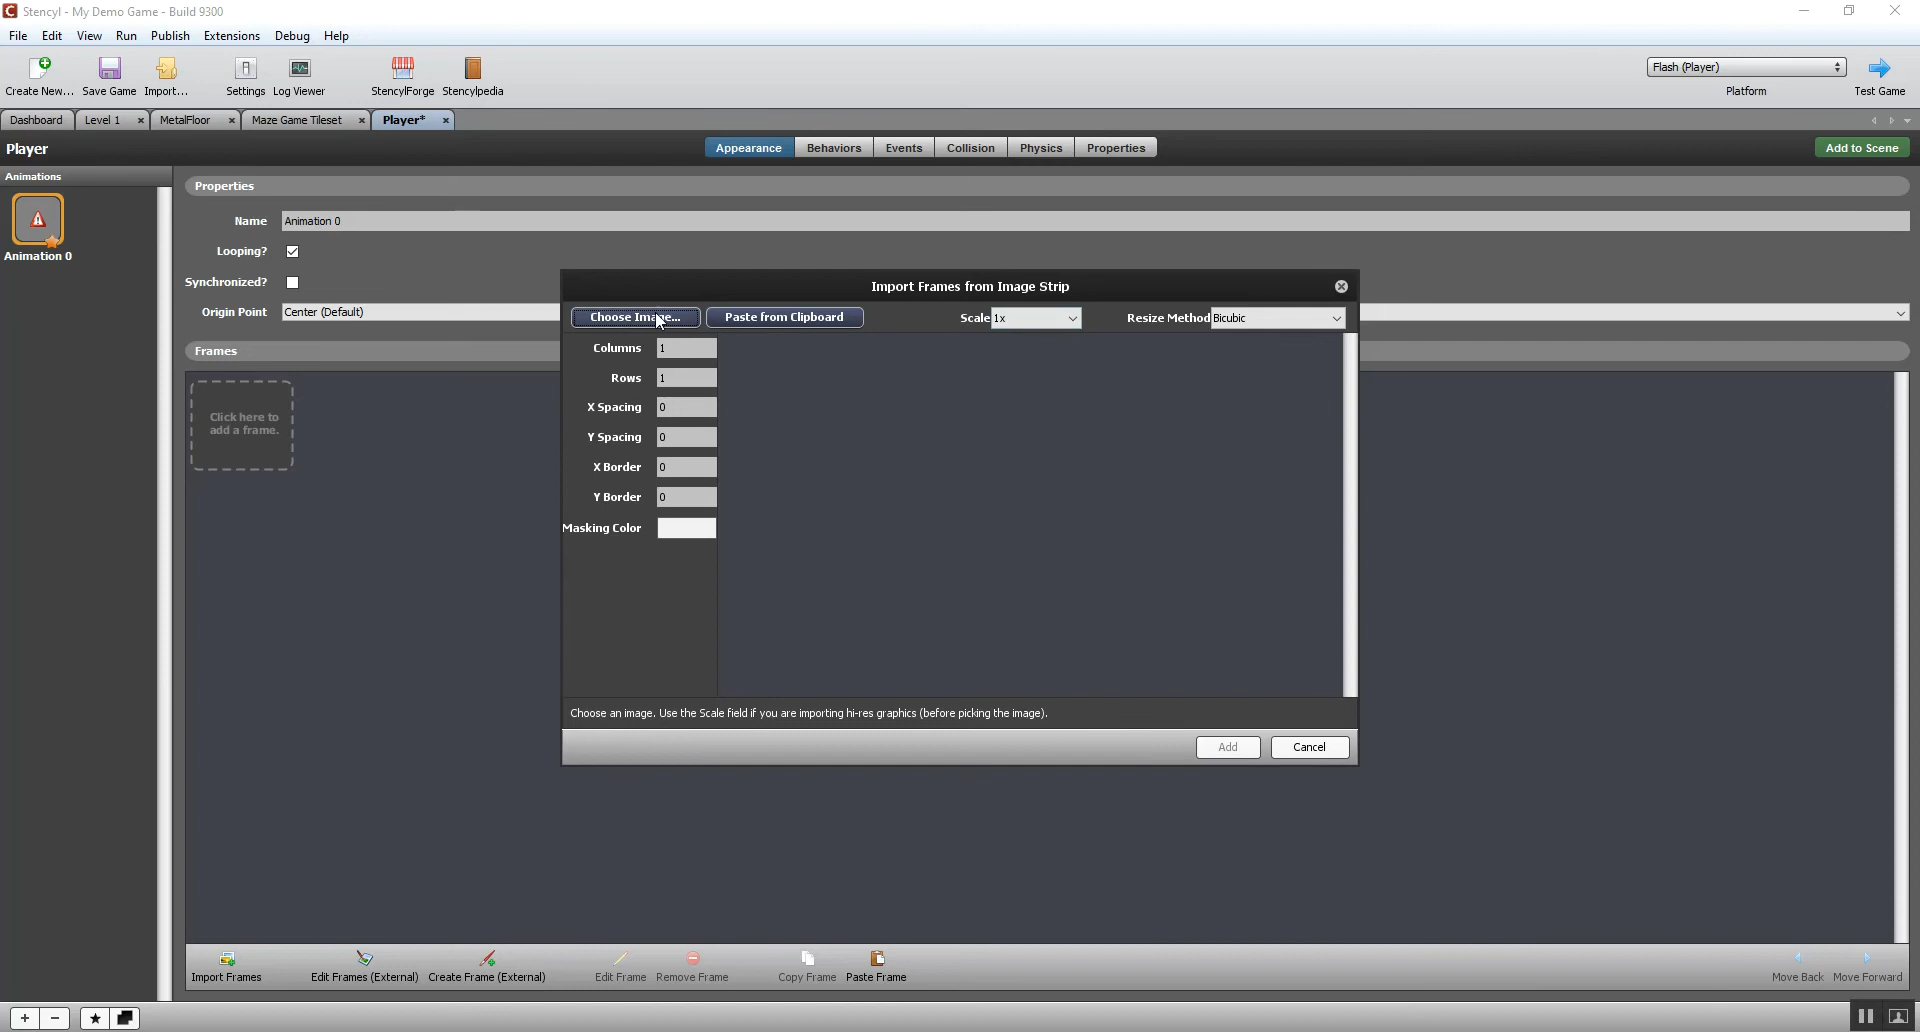 Stencyl - My Demo Game - Build 9300
File Edit View Run Publish Extensions Debug Help
Create New... Save Game Import... Settings Log Viewer StencylForge Stencylpedia
Flash (Player)
Platform
Test Game
Dashboard Level 1 MetalFloor Maze Game Tileset Player*
Player
Appearance Behaviors Events Collision Physics Properties
Add to Scene
Animations
Animation 0
Properties
Name Animation 0
Looping?
Synchronized?
Origin Point Center (Default)
Frames
Click here to
add a frame.
Import Frames from Image Strip
Choose Image... Paste from Clipboard Scale 1x Resize Method Bicubic
Columns 1
Rows 1
X Spacing 0
Y Spacing 0
X Border 0
Y Border 0
Masking Color
Choose an image. Use the Scale field if you are importing hi-res graphics (before picking the image).
Add Cancel
Import Frames Edit Frames (External) Create Frame (External) Edit Frame Remove Frame Copy Frame Paste Frame Move Back Move Forward